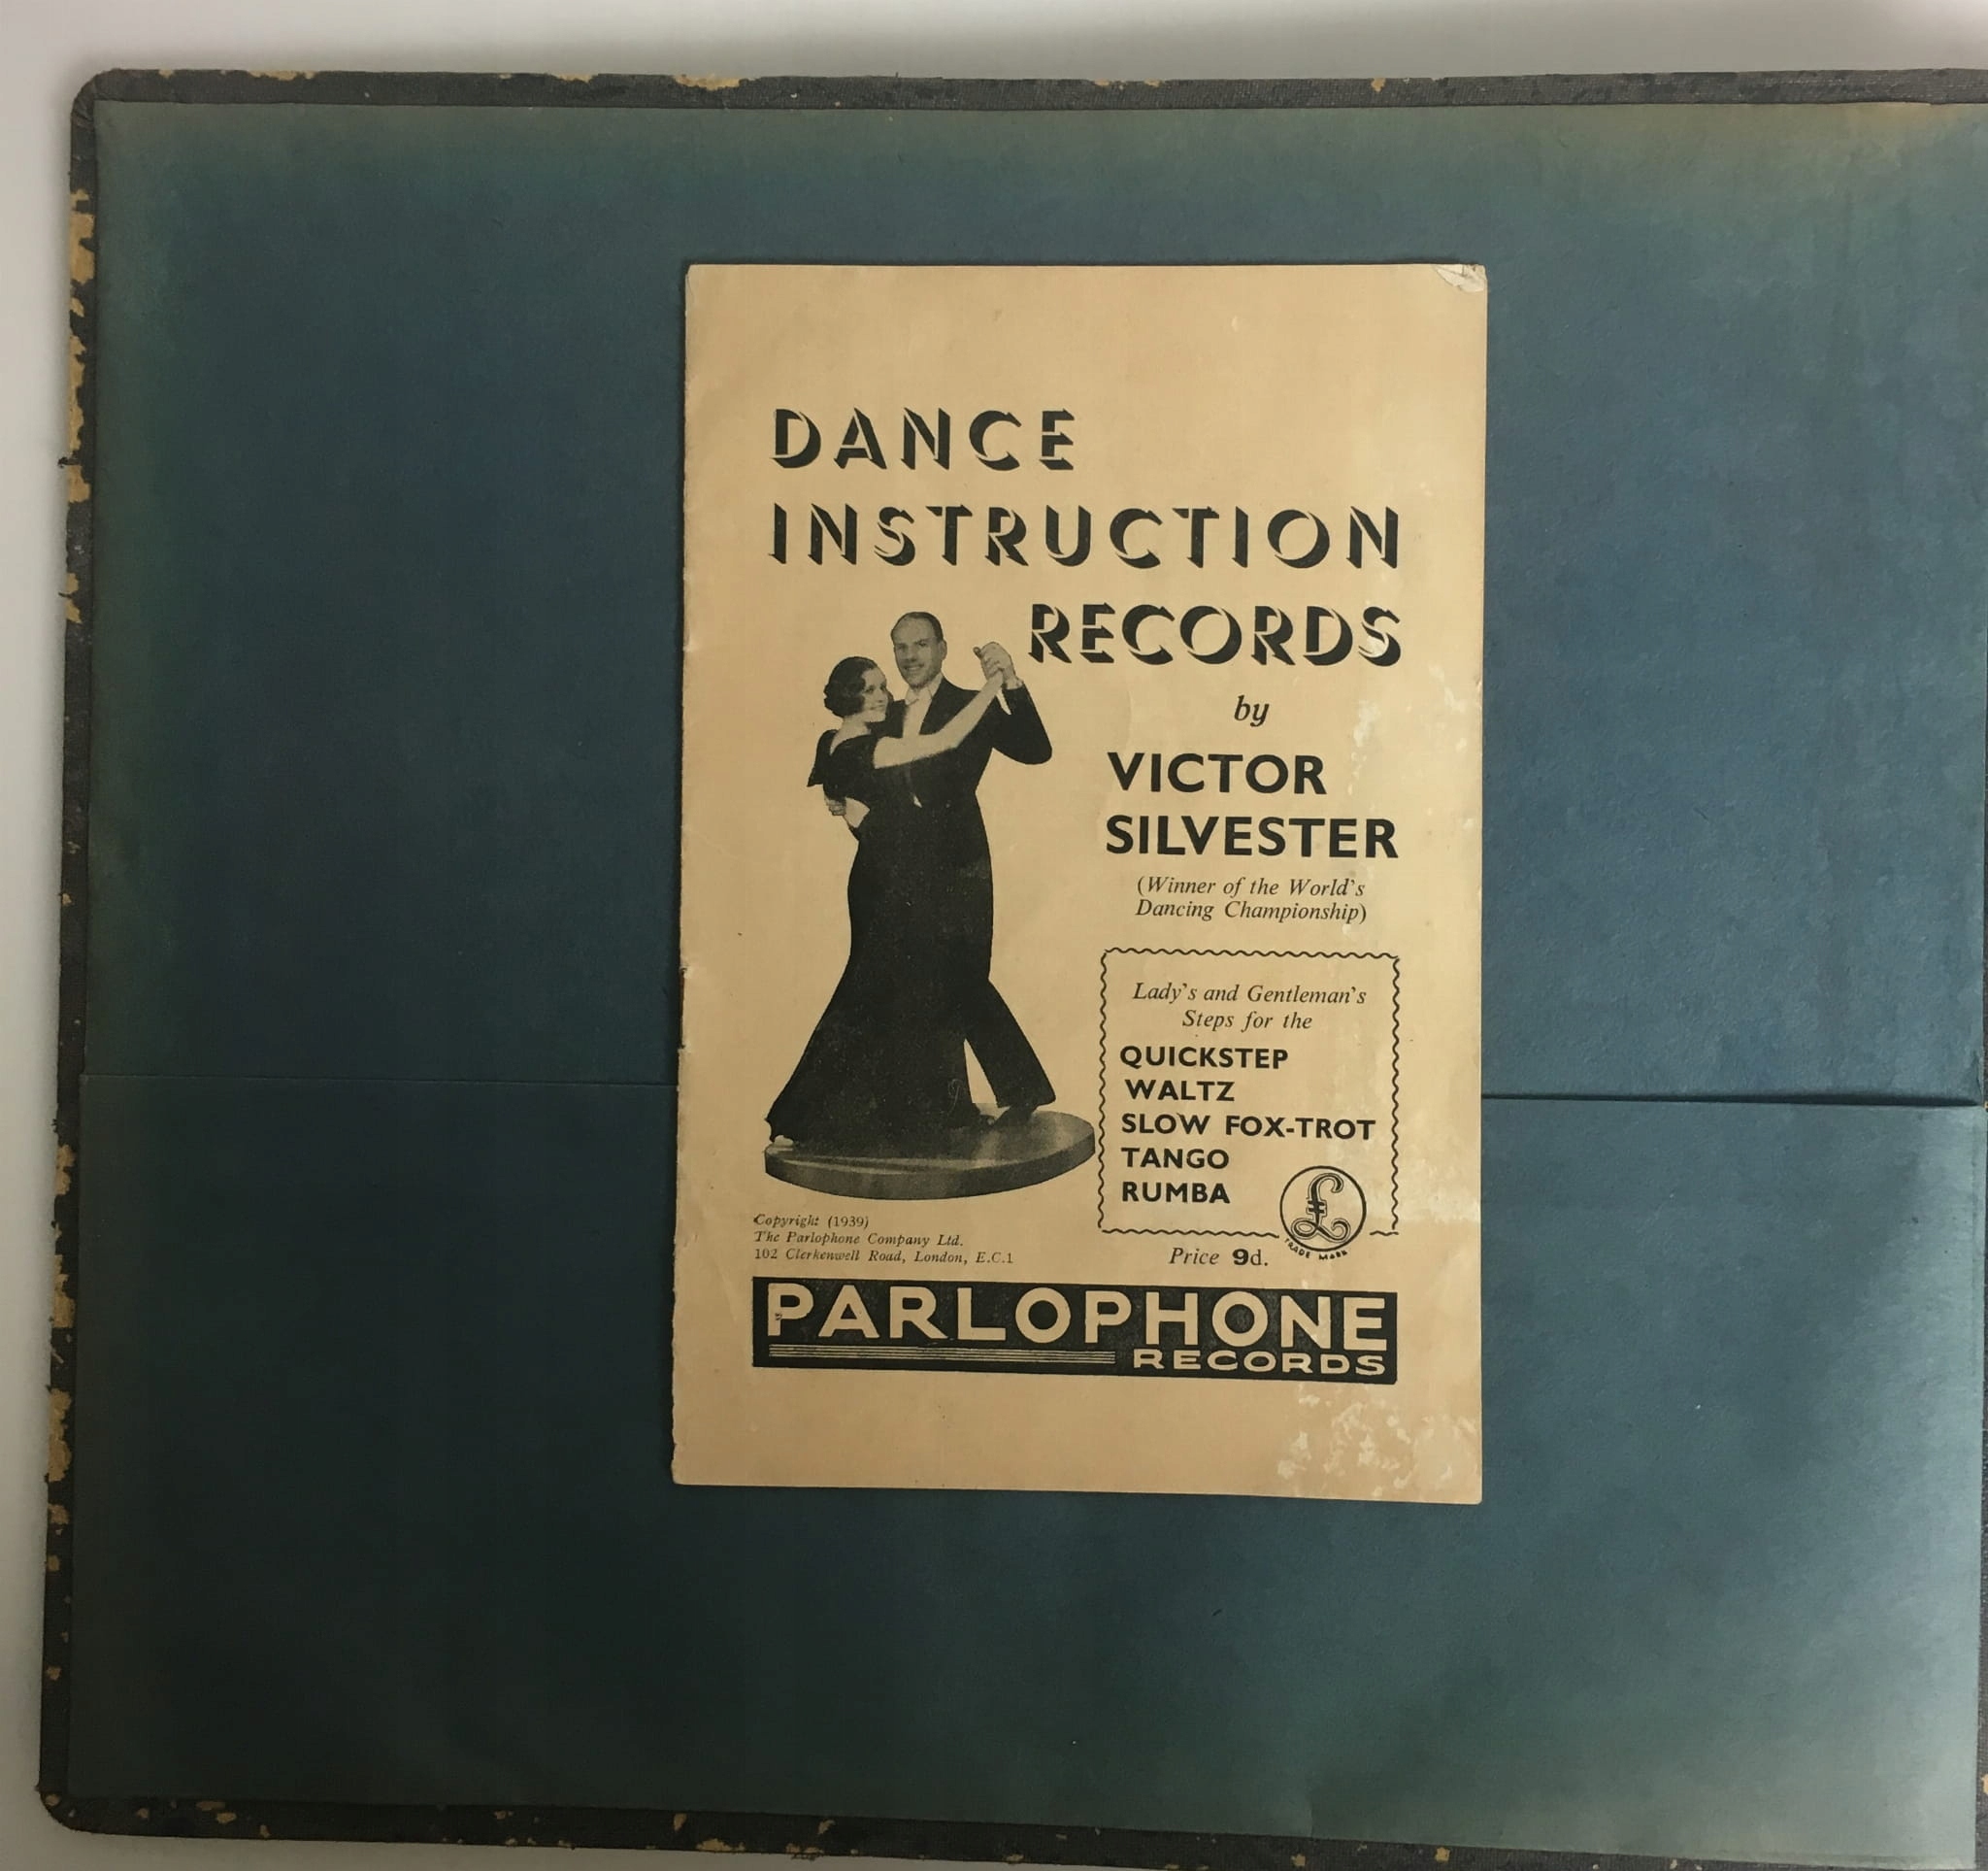 DANCE
INSTRUCTION
RECORDS
by
VICTOR
SILVESTER
(Winner of the World's
Dancing Championship)
Lady's and Gentleman's
Steps for the
QUICKSTEP
WALTZ
SLOW FOX-TROT
TANGO
RUMBA
£
TRADE MARK
Price 9d.
Copyright (1939)
The Parlophone Company Ltd.
102 Clerkenwell Road, London, E.C.1
PARLOPHONE
RECORDS